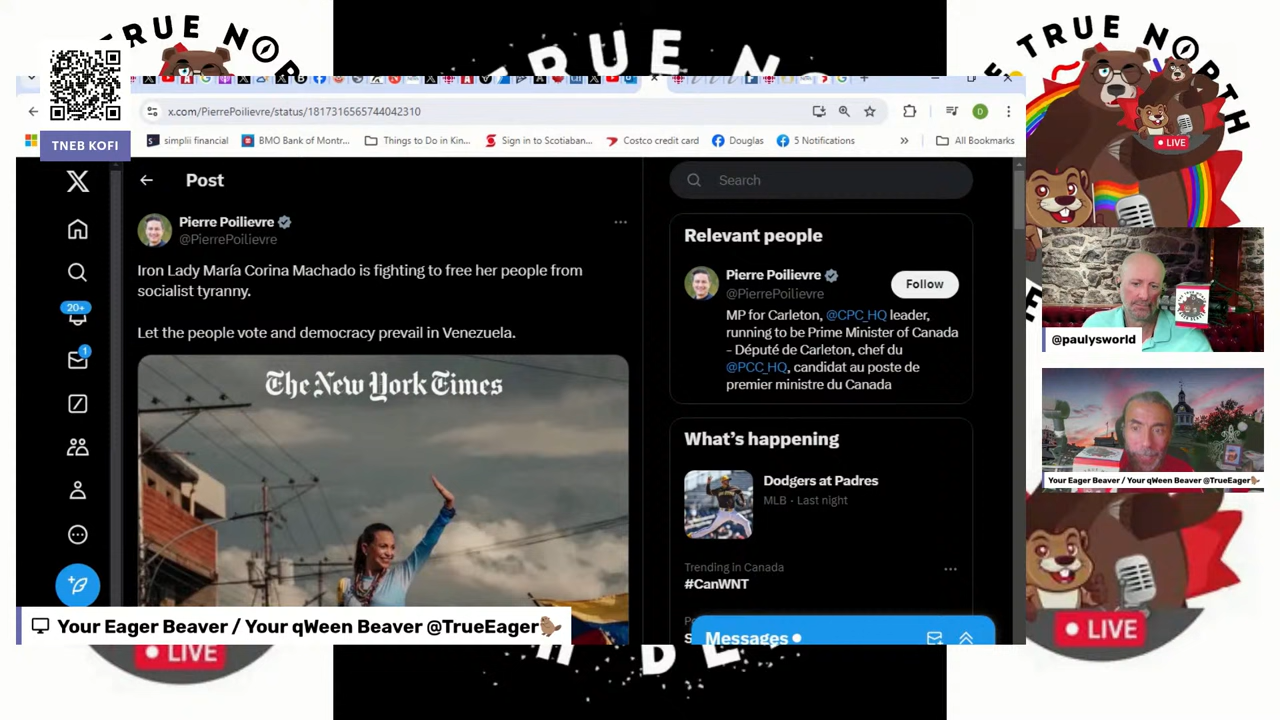 TRUE NO
TRUE NO
TRUE NORTH
LIVE
TNEB KOFI
x.com/PierrePoilievre/status/1817316565744042310
simplii financial
BMO Bank of Montr...
Things to Do in Kin...
Sign in to Scotiaban...
Costco credit card
Douglas
5 Notifications
»
All Bookmarks
Post
Search
Pierre Poilievre
@PierrePoilievre
Iron Lady María Corina Machado is fighting to free her people from
socialist tyranny.
Let the people vote and democracy prevail in Venezuela.
The New York Times
20+
1
Relevant people
Pierre Poilievre
@PierrePoilievre
Follow
MP for Carleton, @CPC_HQ leader,
running to be Prime Minister of Canada
– Député de Carleton, chef du
@PCC_HQ, candidat au poste de
premier ministre du Canada
What's happening
Dodgers at Padres
MLB · Last night
Trending in Canada
#CanWNT
Messages
@paulysworld
Your Eager Beaver / Your qWeen Beaver @TrueEager
Your Eager Beaver / Your qWeen Beaver @TrueEager
LIVE
LIVE